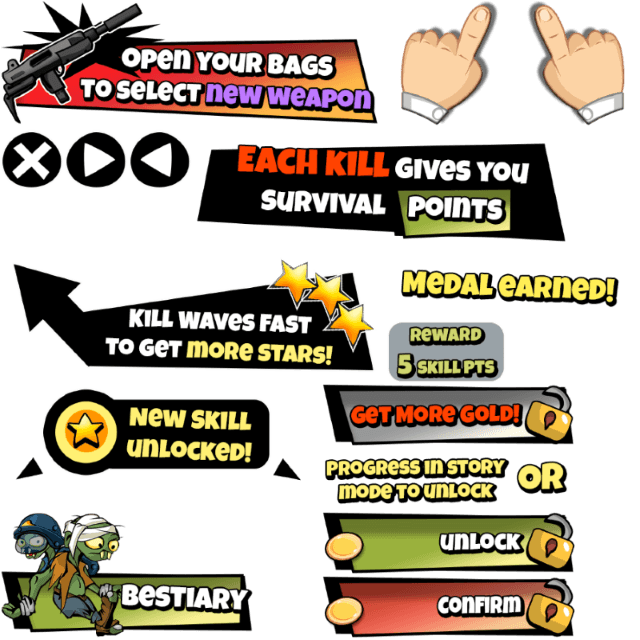 OPEN YOUR BAGS
TO SELECT NEW WEAPON
EACH KILL GIVES YOU
SURVIVAL POINTS
MEDAL EARNED!
KILL WAVES FAST
TO GET MORE STARS!
REWARD
5 SKILL PTS
NEW SKILL
UNLOCKED!
GET MORE GOLD!
PROGRESS IN STORY
MODE TO UNLOCK
OR
UNLOCK
BESTIARY
CONFIRM